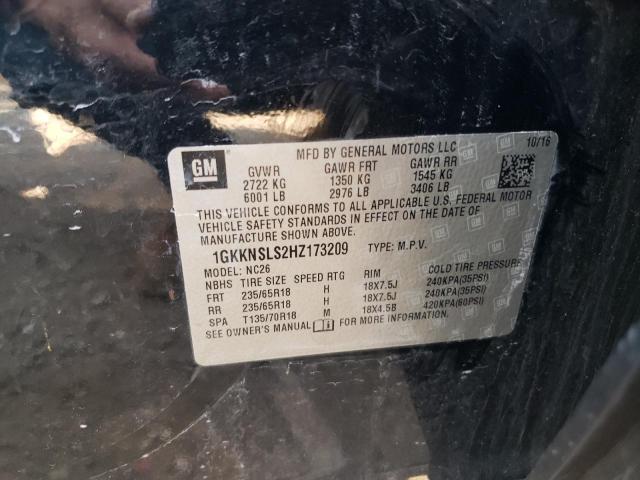 MFD BY GENERAL MOTORS LLC 10/16
GM GVWR GAWR FRT GAWR RR
2722 KG 1350 KG 1545 KG
6001 LB 2976 LB 3406 LB
THIS VEHICLE CONFORMS TO ALL APPLICABLE U.S. FEDERAL MOTOR
VEHICLE SAFETY STANDARDS IN EFFECT ON THE DATE OF
MANUFACTURE SHOWN ABOVE.
1GKKNSLS2HZ173209 TYPE: M.P.V.
MODEL: NC26
NBHS TIRE SIZE SPEED RTG RIM COLD TIRE PRESSURE
FRT 235/65R18 H 18X7.5J 240KPA(35PSI)
RR 235/65R18 H 18X7.5J 240KPA(35PSI)
SPA T135/70R18 M 18X4.5B 420KPA(60PSI)
SEE OWNER'S MANUAL FOR MORE INFORMATION.